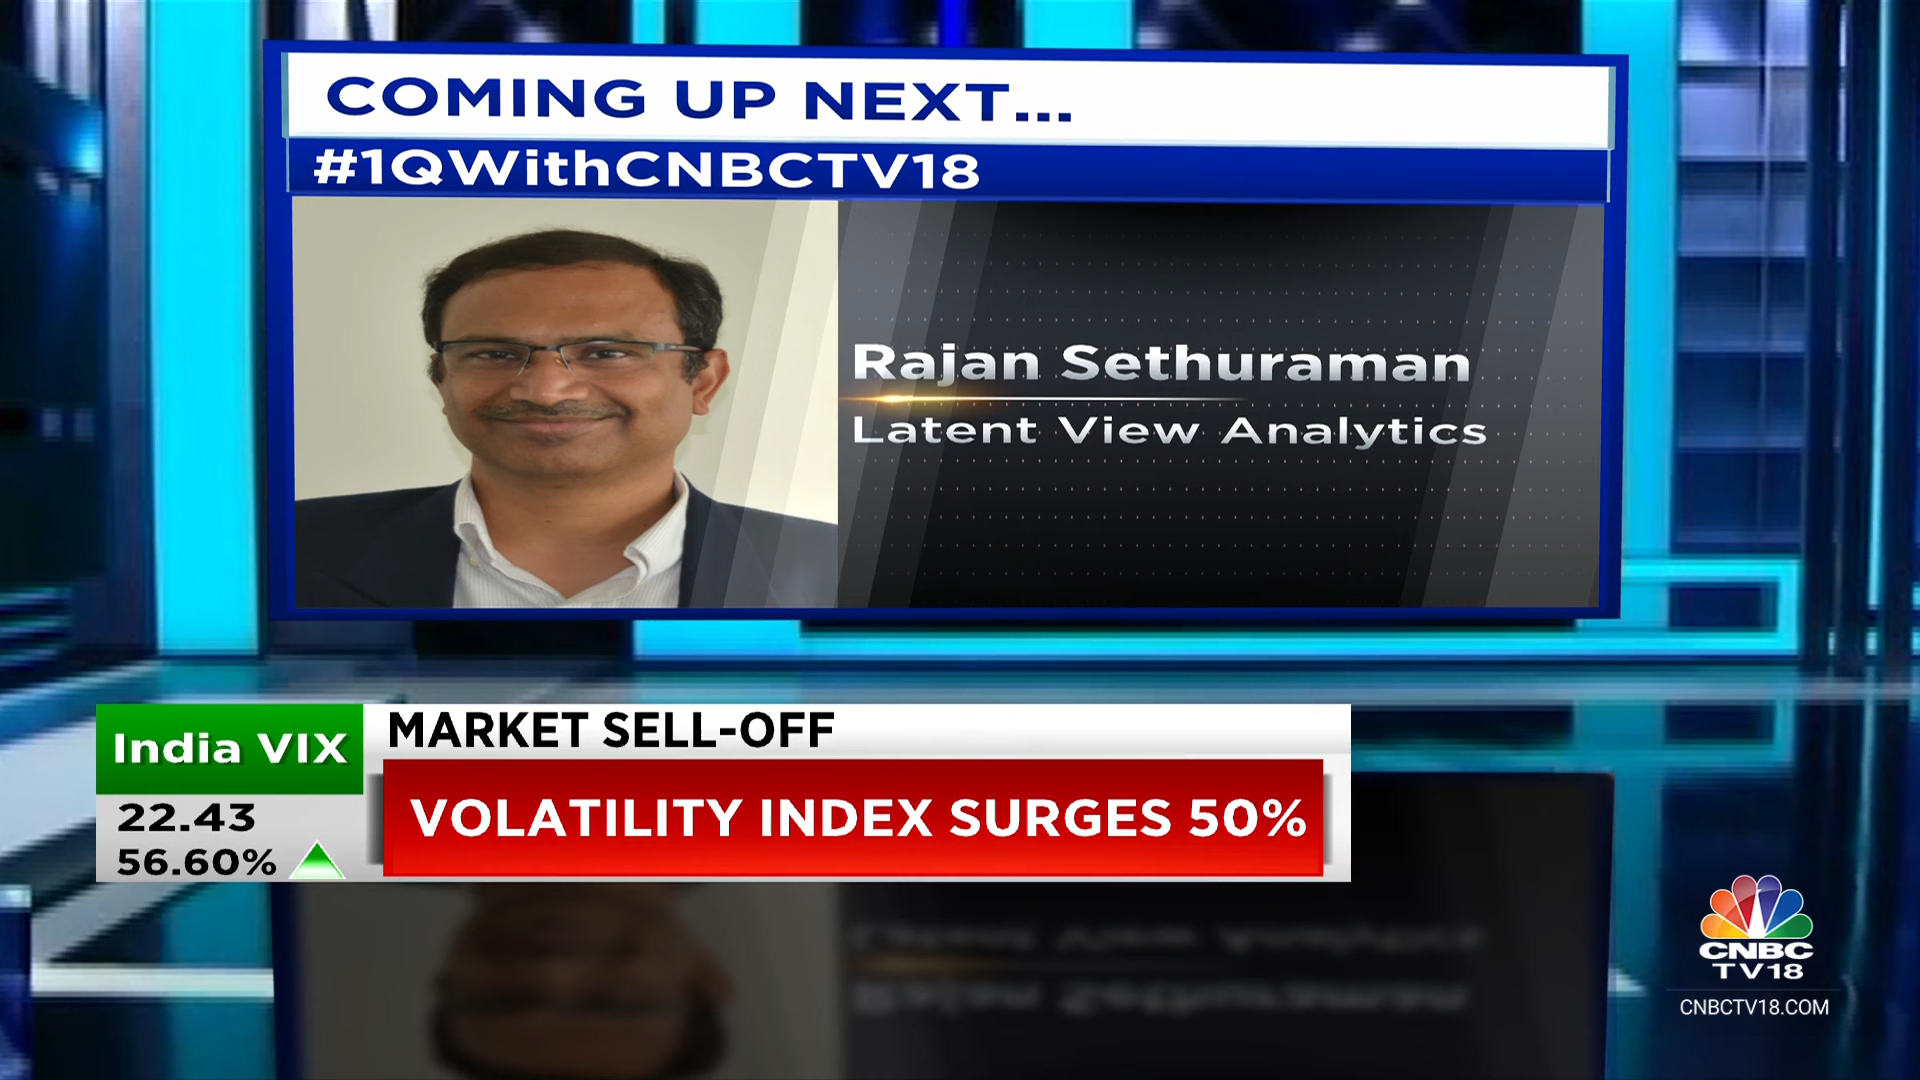 COMING UP NEXT...
#1QWithCNBCTV18
Rajan Sethuraman
Latent View Analytics
India VIX
22.43
56.60%
MARKET SELL-OFF
VOLATILITY INDEX SURGES 50%
CNBC
TV18
CNBCTV18.COM